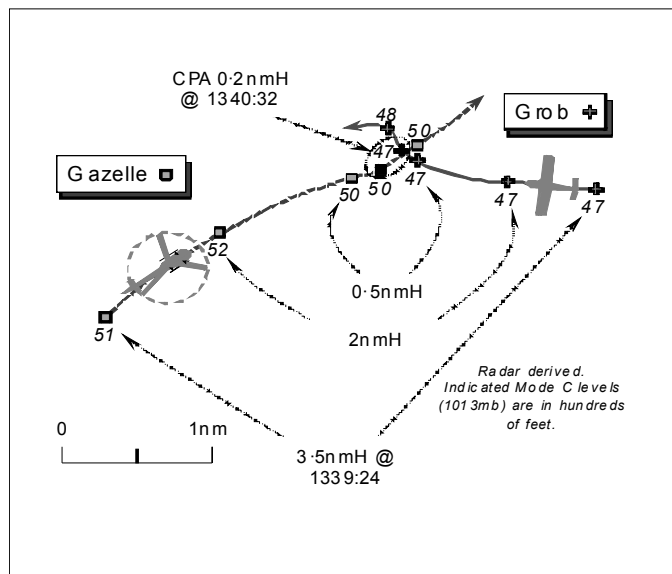 CPA 0·2nmH
@ 1340:32
Grob
Gazelle
48
47
50
47
50
50
47
47
52
51
0·5nmH
2nmH
Radar derived.
Indicated Mode C levels
(1013mb) are in hundreds
of feet.
0 1nm
3·5nmH @
1339:24